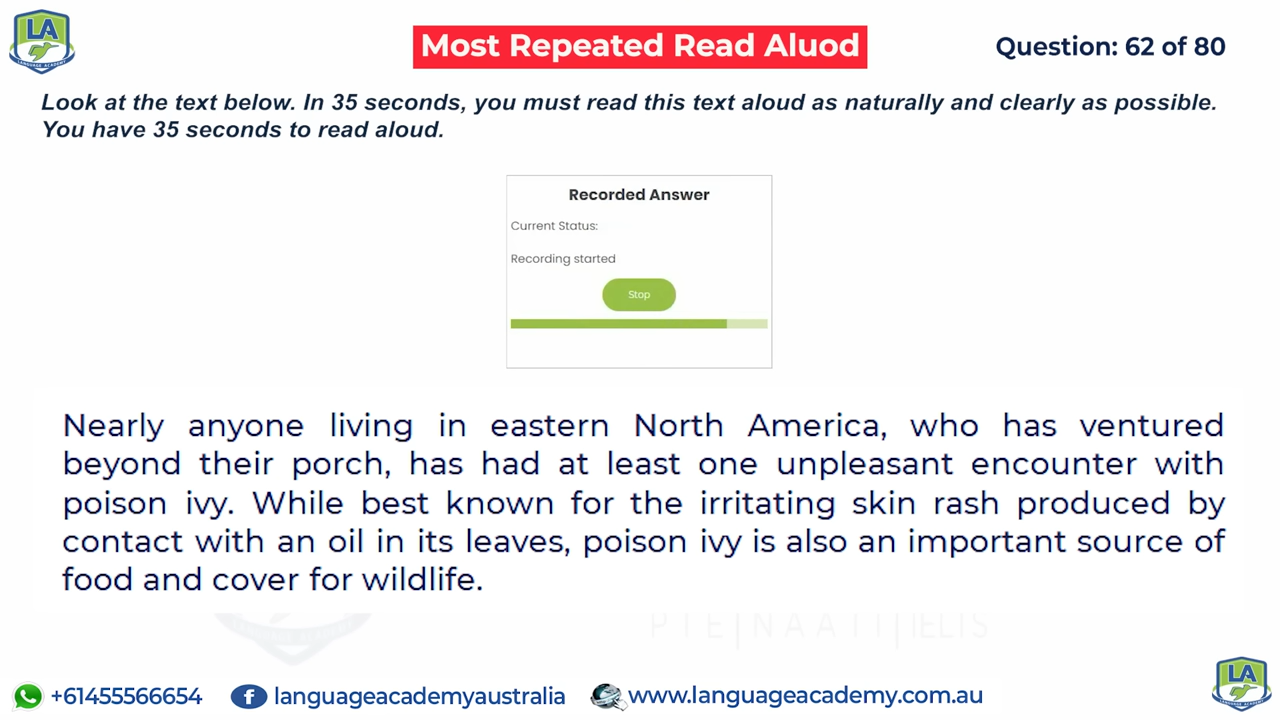 LA
LANGUAGE ACADEMY
Most Repeated Read Aluod
Question: 62 of 80
Look at the text below. In 35 seconds, you must read this text aloud as naturally and clearly as possible.
You have 35 seconds to read aloud.
Recorded Answer
Current Status:
Recording started
Stop
Nearly anyone living in eastern North America, who has ventured
beyond their porch, has had at least one unpleasant encounter with
poison ivy. While best known for the irritating skin rash produced by
contact with an oil in its leaves, poison ivy is also an important source of
food and cover for wildlife.
LANGUAGE ACADEMY
PTE|NAATI|IELTS
+61455566654
languageacademyaustralia
www.languageacademy.com.au
LA